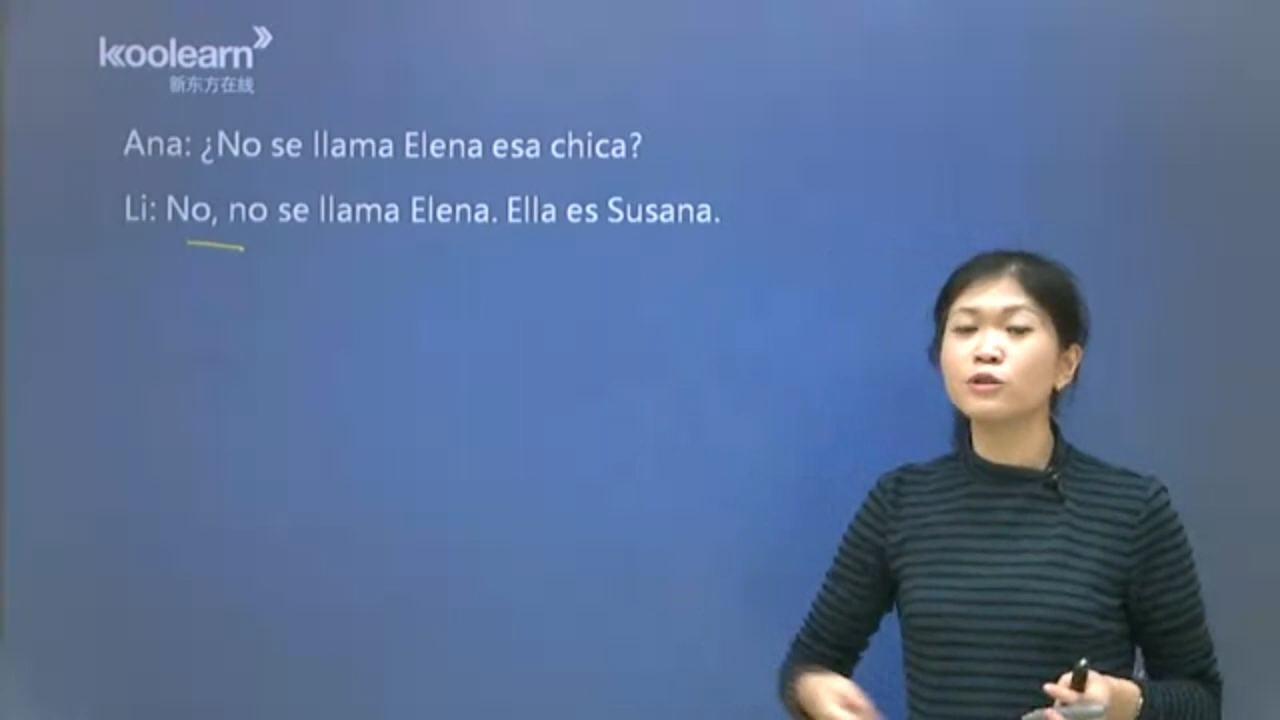 koolearn
新东方在线
Ana: ¿No se llama Elena esa chica?
Li: No, no se llama Elena. Ella es Susana.